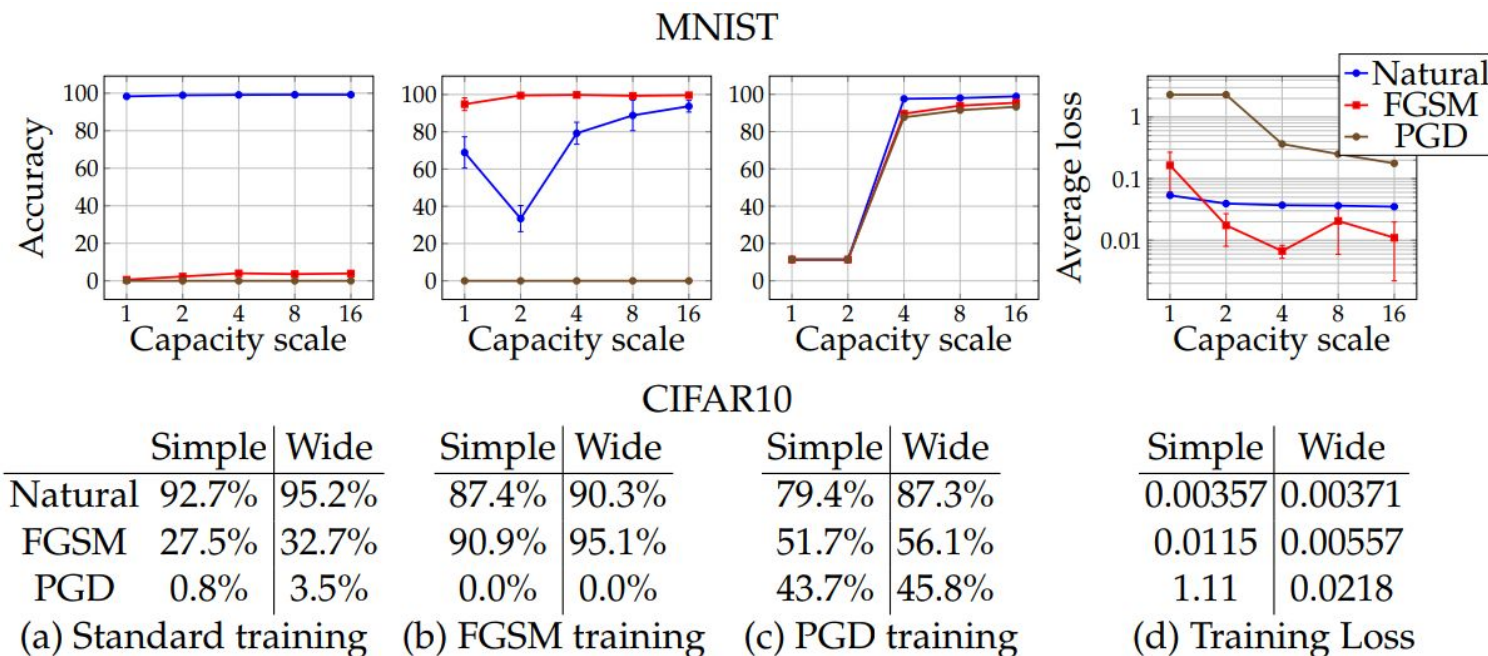 MNIST
Accuracy
100
80
60
40
20
0
1 2 4 8 16
Capacity scale
100
80
60
40
20
0
1 2 4 8 16
Capacity scale
100
80
60
40
20
0
1 2 4 8 16
Capacity scale
Average loss
1
0.1
0.01
1 2 4 8 16
Capacity scale
Natural
FGSM
PGD
CIFAR10
Simple Wide Simple Wide Simple Wide Simple Wide
Natural 92.7% 95.2% 87.4% 90.3% 79.4% 87.3% 0.00357 0.00371
FGSM 27.5% 32.7% 90.9% 95.1% 51.7% 56.1% 0.0115 0.00557
PGD 0.8% 3.5% 0.0% 0.0% 43.7% 45.8% 1.11 0.0218
(a) Standard training (b) FGSM training (c) PGD training (d) Training Loss